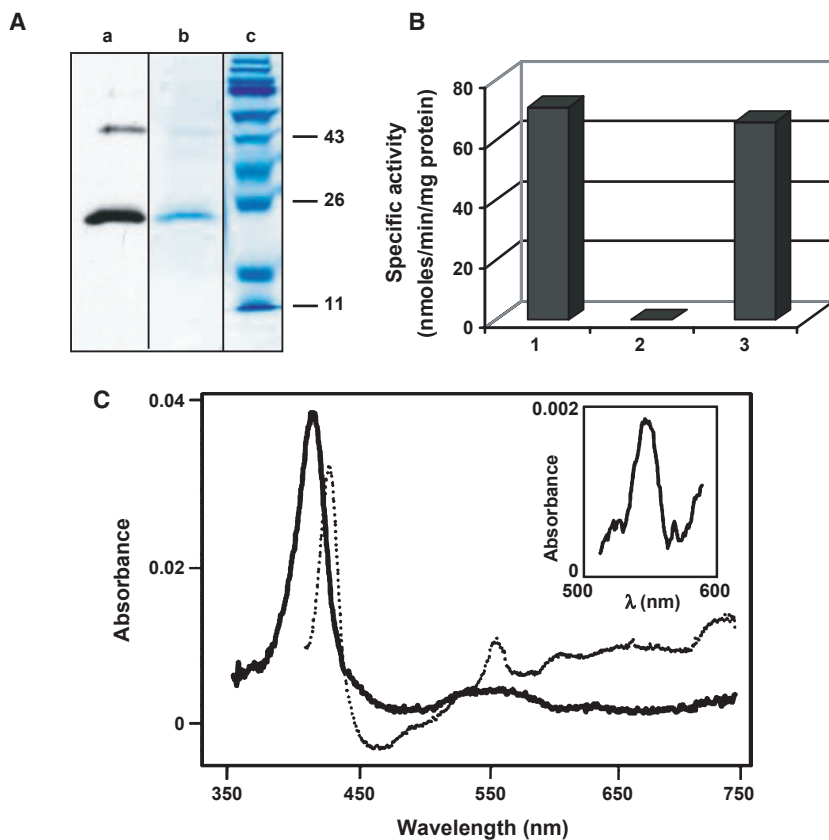 A
a b c
43
26
11
B
Specific activity
(nmoles/min/mg protein)
80
60
40
20
0
1 2 3
C
Absorbance
0.04
0.02
0
350 450 550 650 750
Wavelength (nm)
Absorbance
0.002
0
500 600
λ (nm)